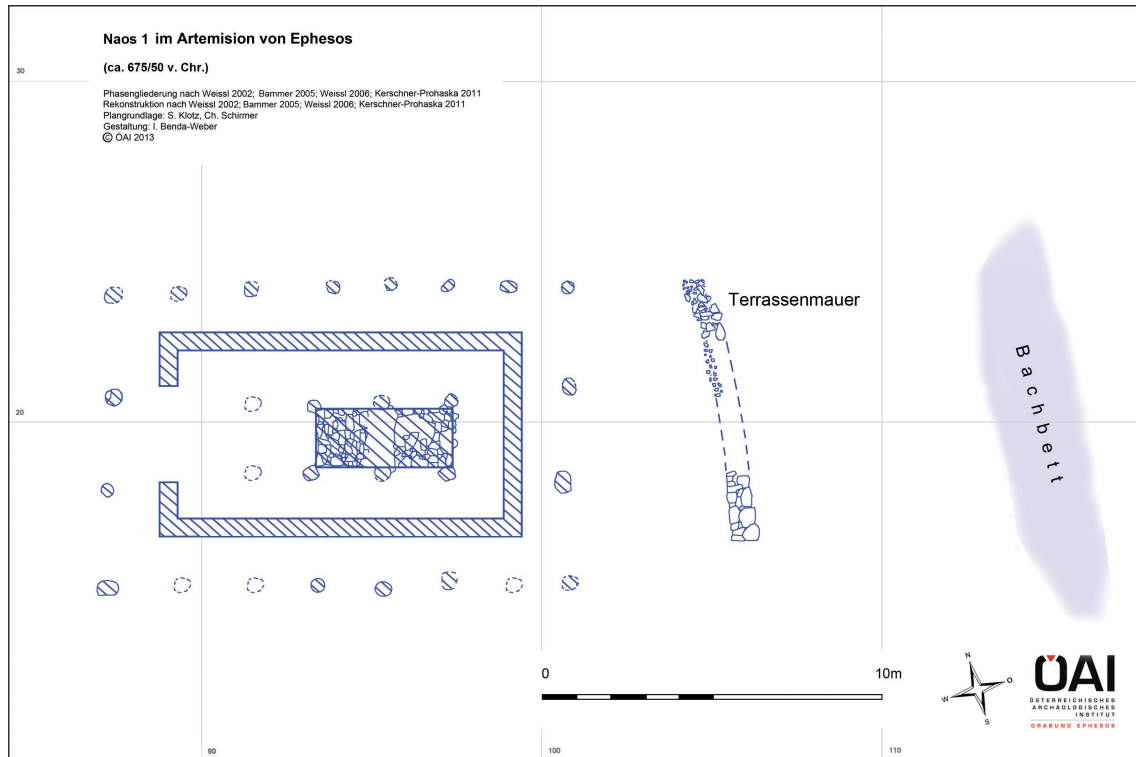 Naos 1 im Artemision von Ephesos
(ca. 675/50 v. Chr.)
Phasengliederung nach Weissl 2002; Bammer 2005; Weissl 2006; Kerschner-Prohaska 2011
Rekonstruktion nach Weissl 2002; Bammer 2005; Weissl 2006; Kerschner-Prohaska 2011
Plangrundlage: S. Klotz, Ch. Schirmer
Gestaltung: I. Benda-Weber
© ÖAI 2013
30
20
Terrassenmauer
Bachbett
0 10m
N
O
W
S
ÖAI
ÖSTERREICHISCHES
ARCHÄOLOGISCHES
INSTITUT
GRABUNG EPHESOS
90
100
110